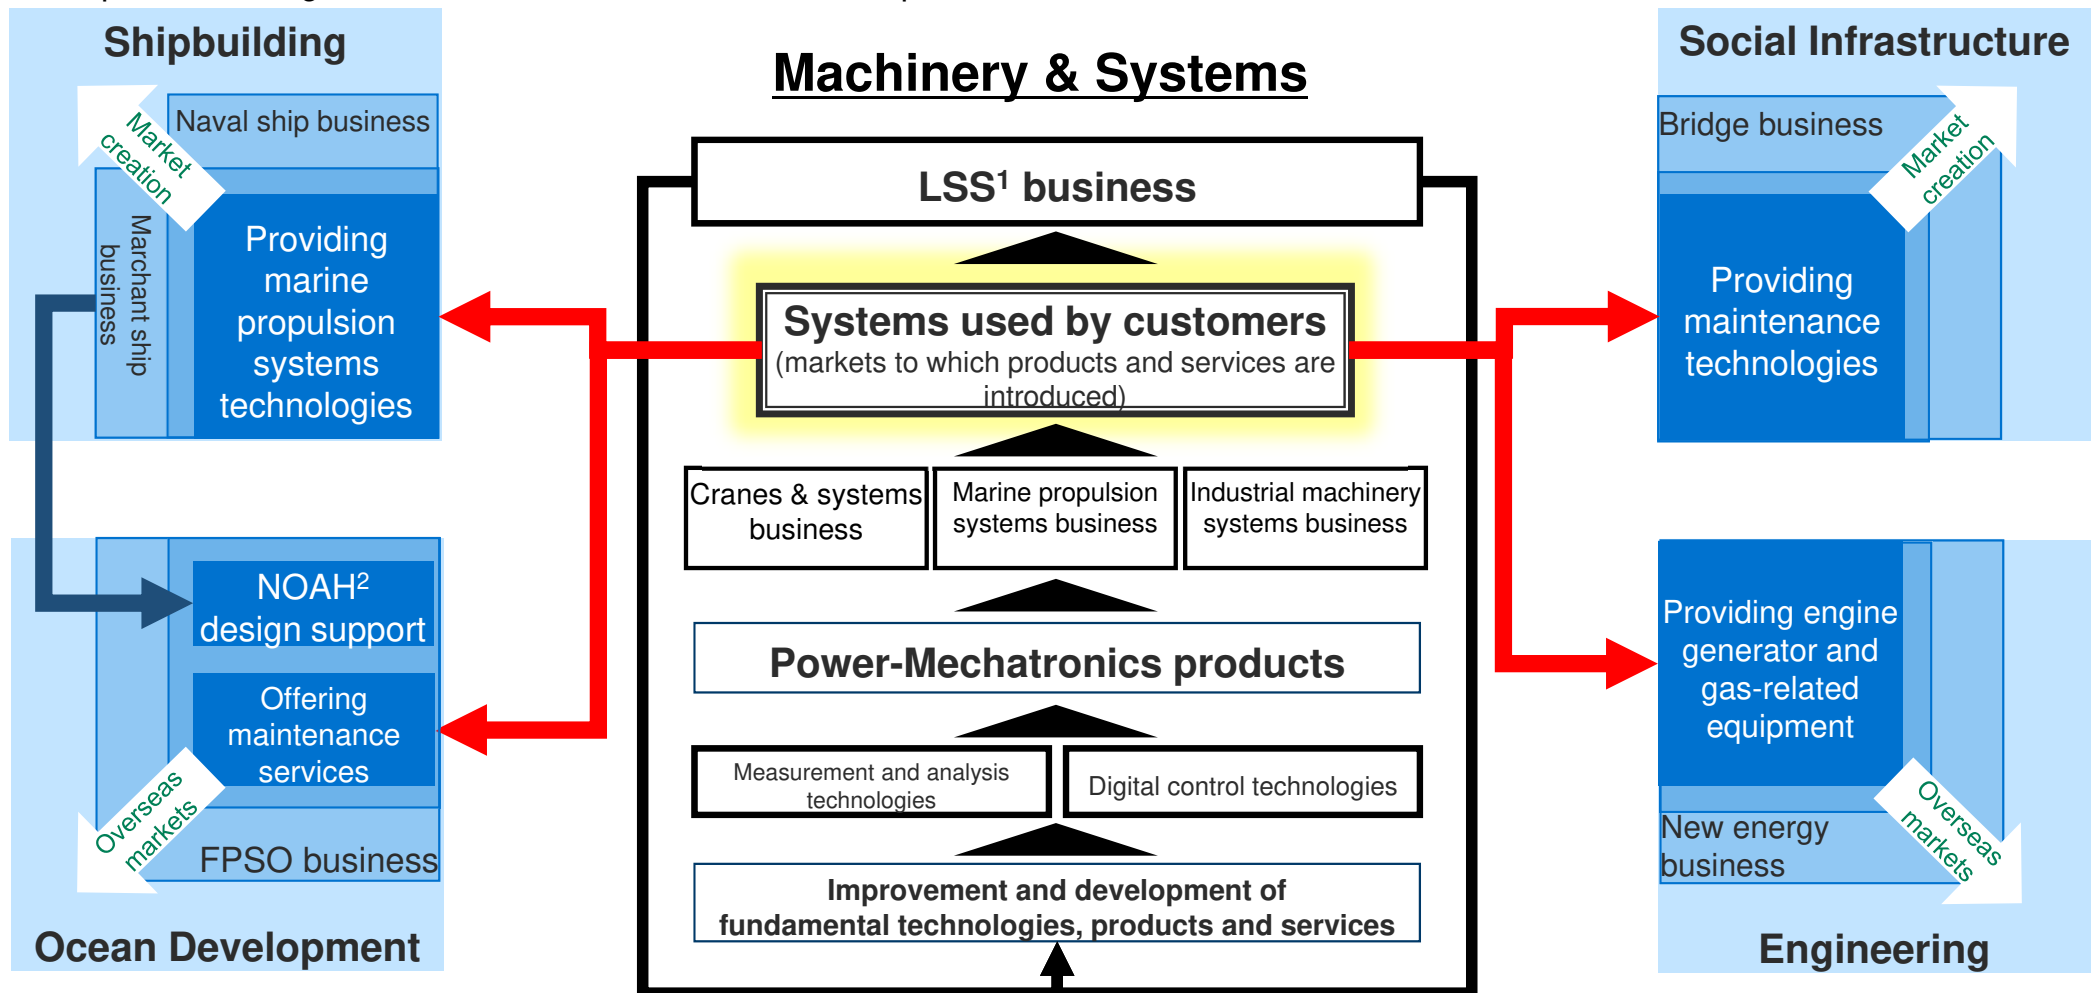 Shipbuilding
Naval ship business
Market
creation
Marchant ship
business
Providing
marine
propulsion
systems
technologies
NOAH²
design support
Offering
maintenance
services
Overseas
markets
FPSO business
Ocean Development
Machinery & Systems
LSS¹ business
Systems used by customers
(markets to which products and services are
introduced)
Cranes & systems
business
Marine propulsion
systems business
Industrial machinery
systems business
Power-Mechatronics products
Measurement and analysis
technologies
Digital control technologies
Improvement and development of
fundamental technologies, products and services
Social Infrastructure
Bridge business
Market
creation
Providing
maintenance
technologies
Providing engine
generator and
gas-related
equipment
New energy
business
Overseas
markets
Engineering